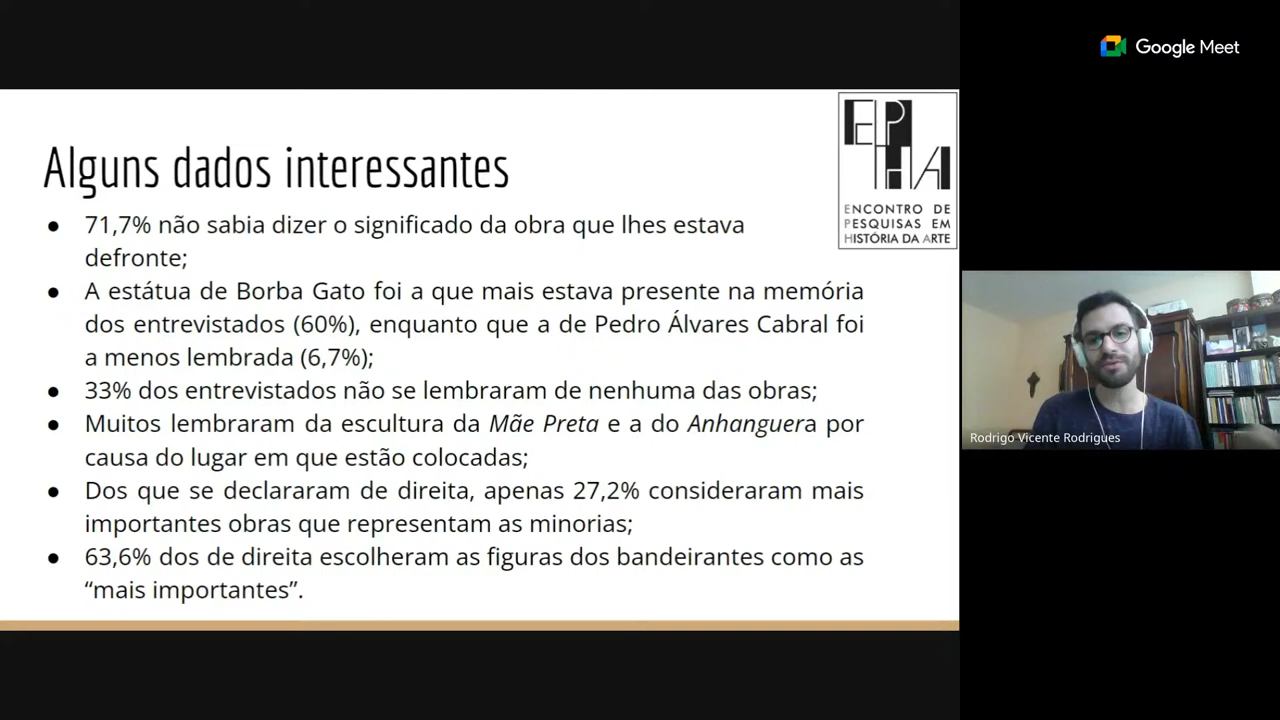 Google Meet
EPHA
ENCONTRO DE
PESQUISAS EM
HISTÓRIA DA ARTE
Alguns dados interessantes
● 71,7% não sabia dizer o significado da obra que lhes estava
defronte;
● A estátua de Borba Gato foi a que mais estava presente na memória
dos entrevistados (60%), enquanto que a de Pedro Álvares Cabral foi
a menos lembrada (6,7%);
● 33% dos entrevistados não se lembraram de nenhuma das obras;
● Muitos lembraram da escultura da Mãe Preta e a do Anhanguera por
causa do lugar em que estão colocadas;
● Dos que se declararam de direita, apenas 27,2% consideraram mais
importantes obras que representam as minorias;
● 63,6% dos de direita escolheram as figuras dos bandeirantes como as
“mais importantes”.
Rodrigo Vicente Rodrigues